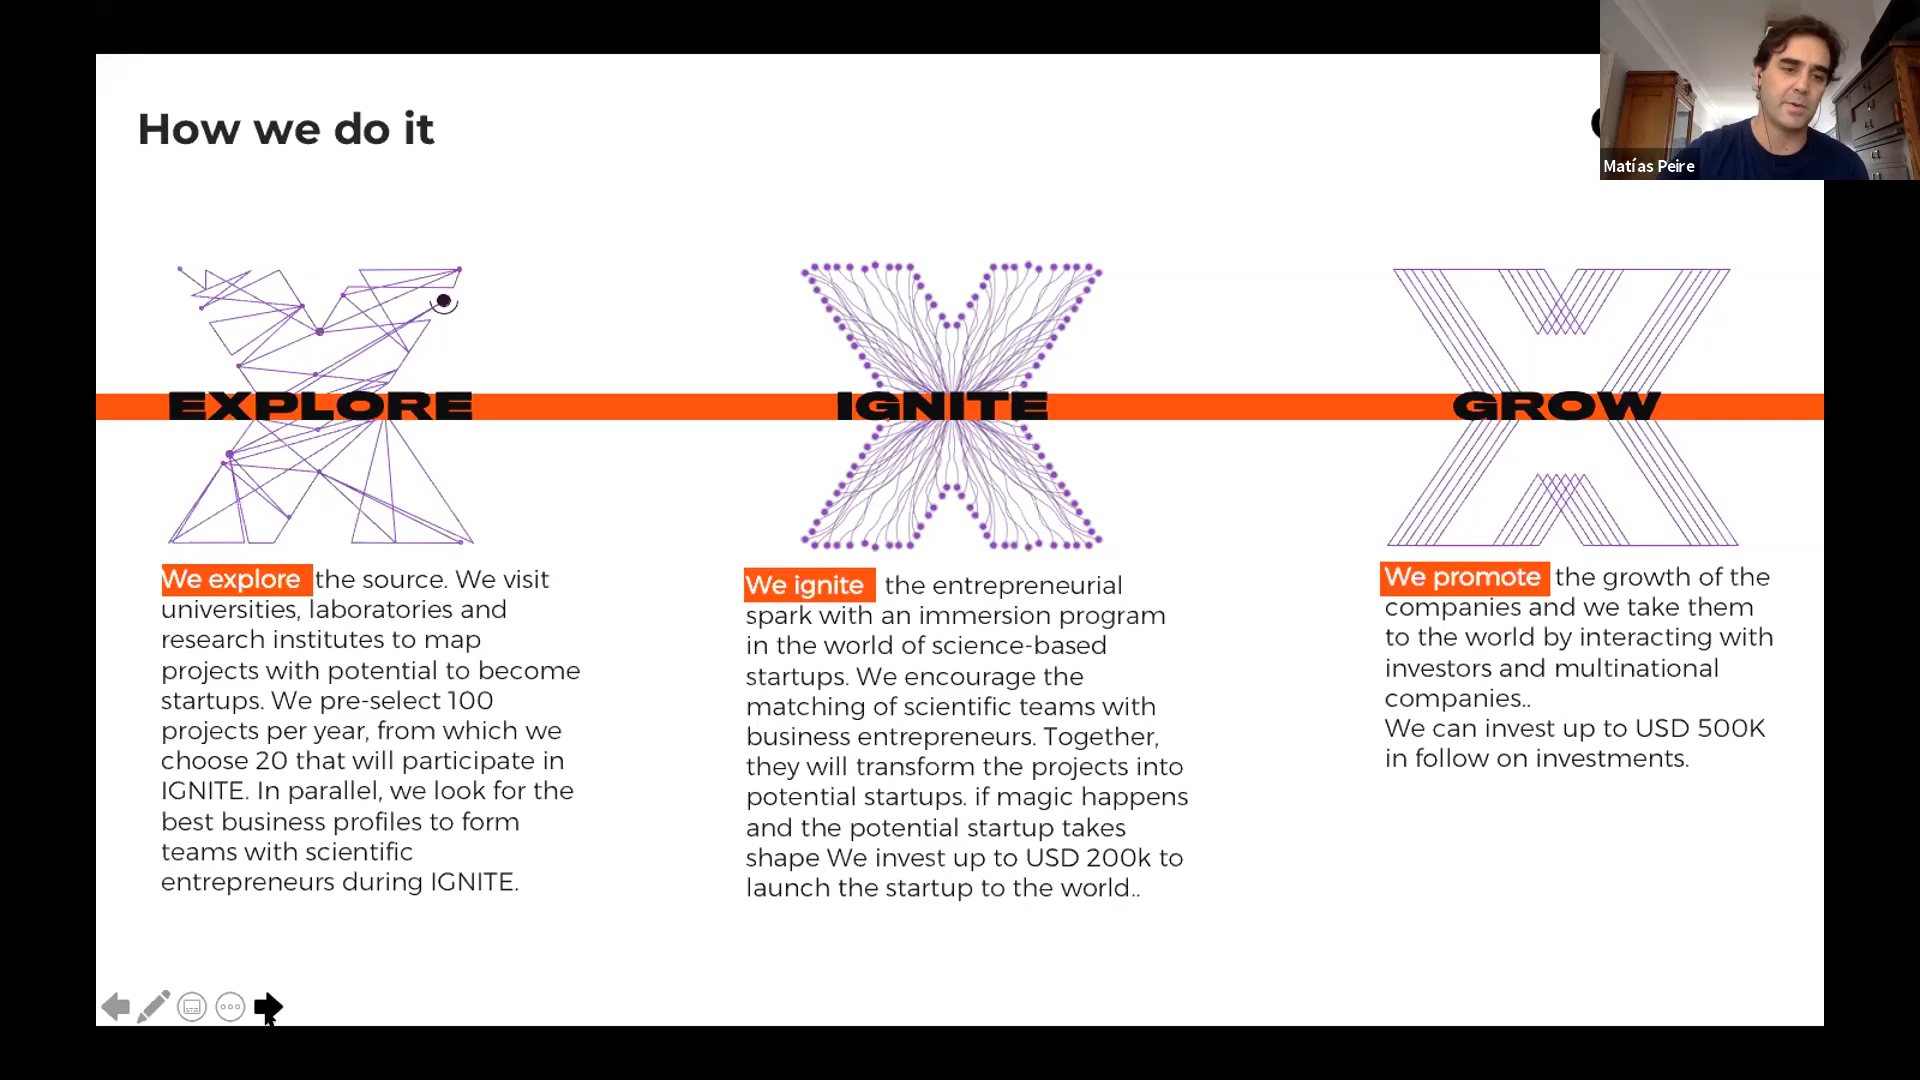 How we do it
Matías Peire
EXPLORE
IGNITE
GROW
We explore the source. We visit
universities, laboratories and
research institutes to map
projects with potential to become
startups. We pre-select 100
projects per year, from which we
choose 20 that will participate in
IGNITE. In parallel, we look for the
best business profiles to form
teams with scientific
entrepreneurs during IGNITE.
We ignite the entrepreneurial
spark with an immersion program
in the world of science-based
startups. We encourage the
matching of scientific teams with
business entrepreneurs. Together,
they will transform the projects into
potential startups. if magic happens
and the potential startup takes
shape We invest up to USD 200k to
launch the startup to the world..
We promote the growth of the
companies and we take them
to the world by interacting with
investors and multinational
companies..
We can invest up to USD 500K
in follow on investments.